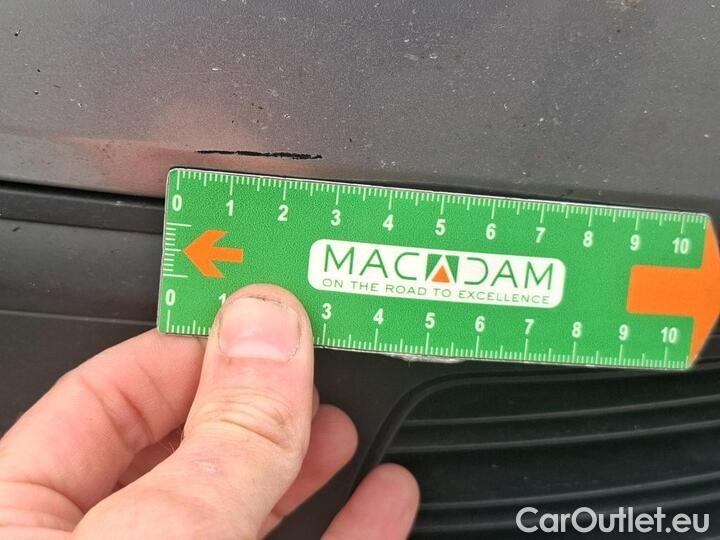 0 1 2 3 4 5 6 7 8 9 10
MACADAM
ON THE ROAD TO EXCELLENCE
0 1 3 4 5 6 7 8 9 10
CarOutlet.eu